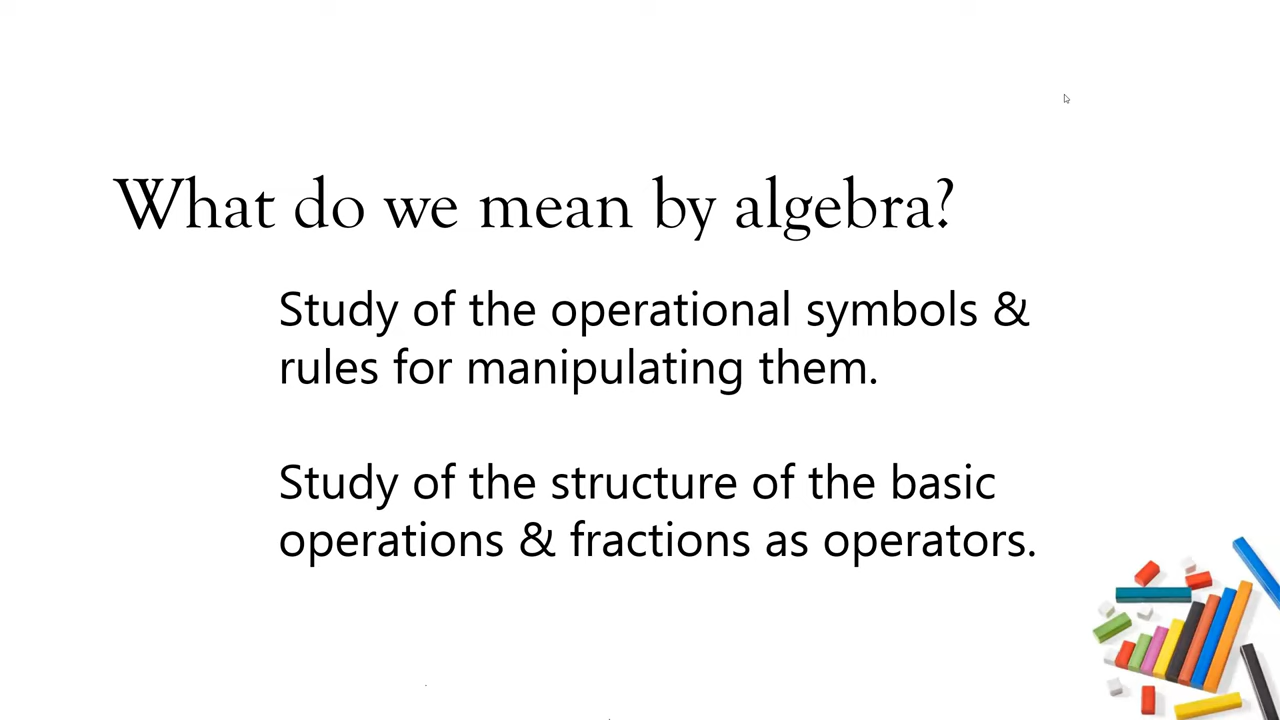 What do we mean by algebra?
Study of the operational symbols &
rules for manipulating them.
Study of the structure of the basic
operations & fractions as operators.